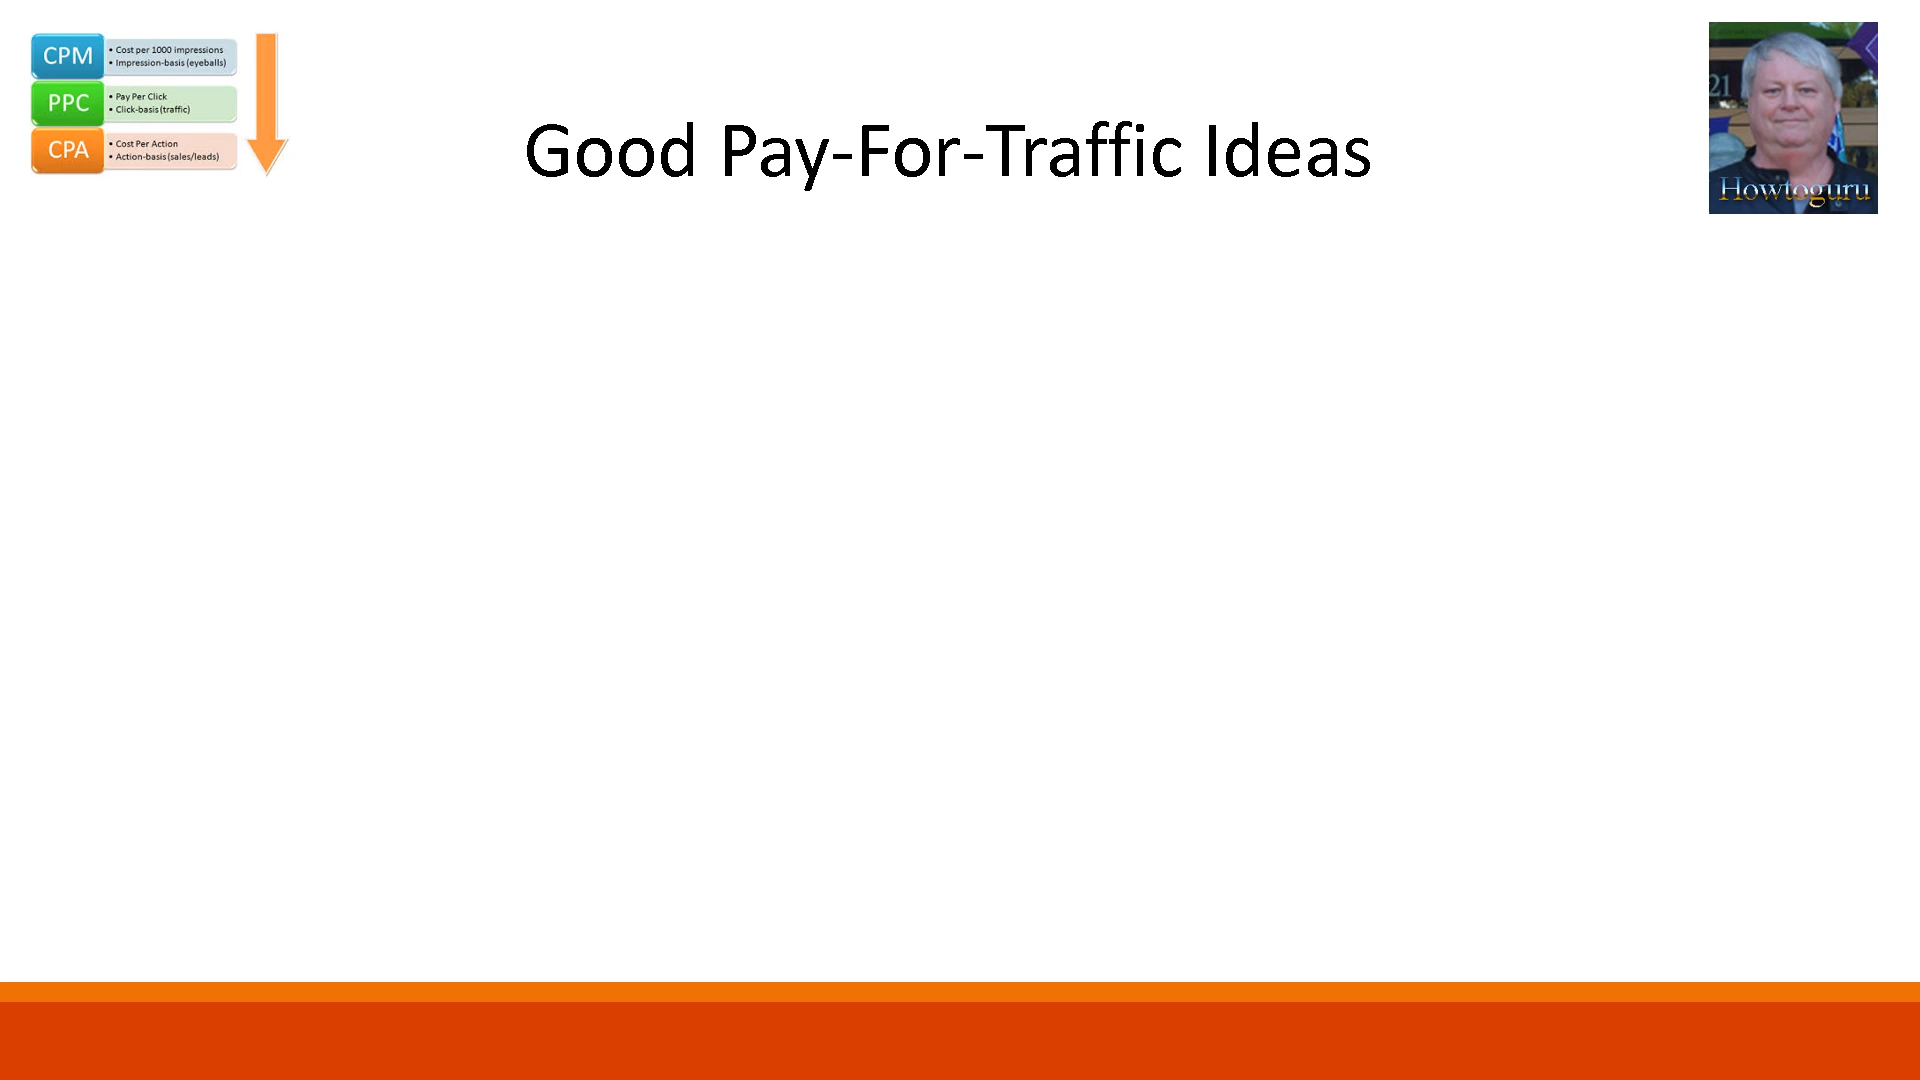 CPM
• Cost per 1000 impressions
• Impression-basis (eyeballs)
PPC
• Pay Per Click
• Click-basis (traffic)
CPA
• Cost Per Action
• Action-basis (sales/leads)
Good Pay-For-Traffic Ideas
21
Howtoguru